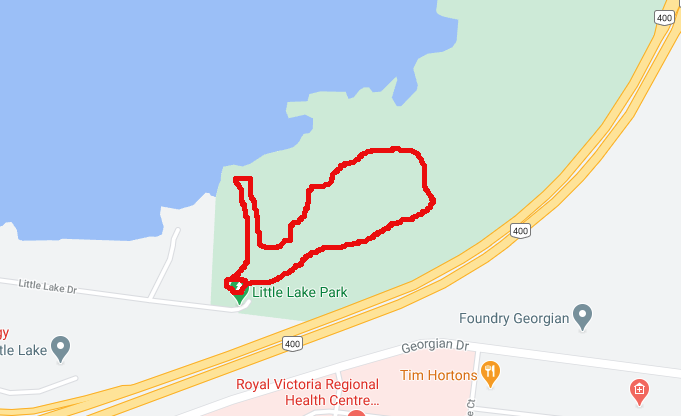 400
400
Little Lake Dr
Little Lake Park
Foundry Georgian
400
Georgian Dr
gy
tle Lake
Tim Hortons
Royal Victoria Regional
Health Centre...
e Ct